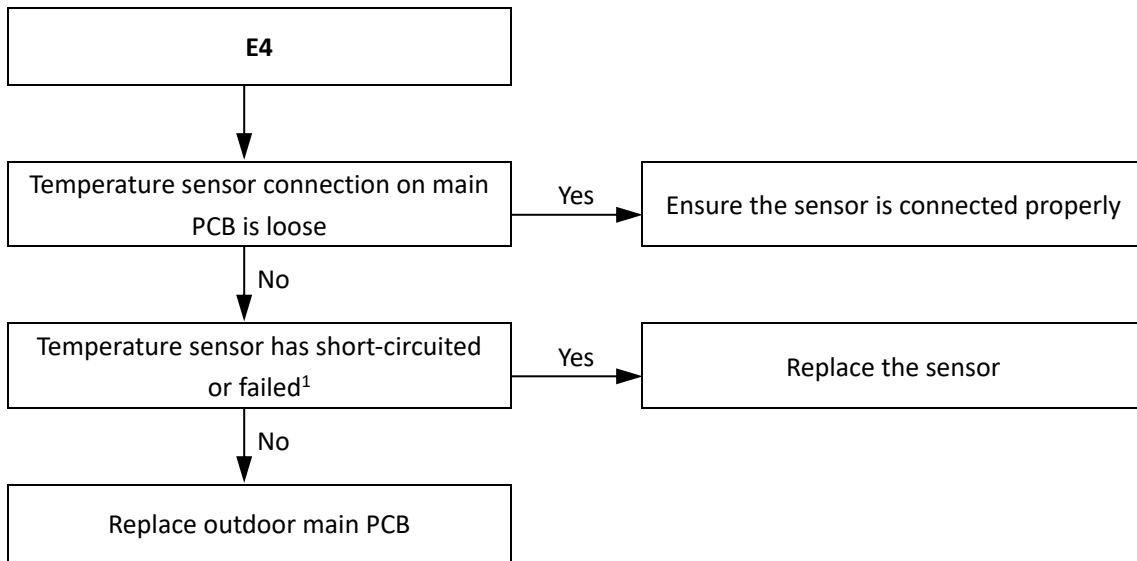 E4
Temperature sensor connection on main
PCB is loose
Yes
Ensure the sensor is connected properly
No
Temperature sensor has short-circuited
or failed¹
Yes
Replace the sensor
No
Replace outdoor main PCB